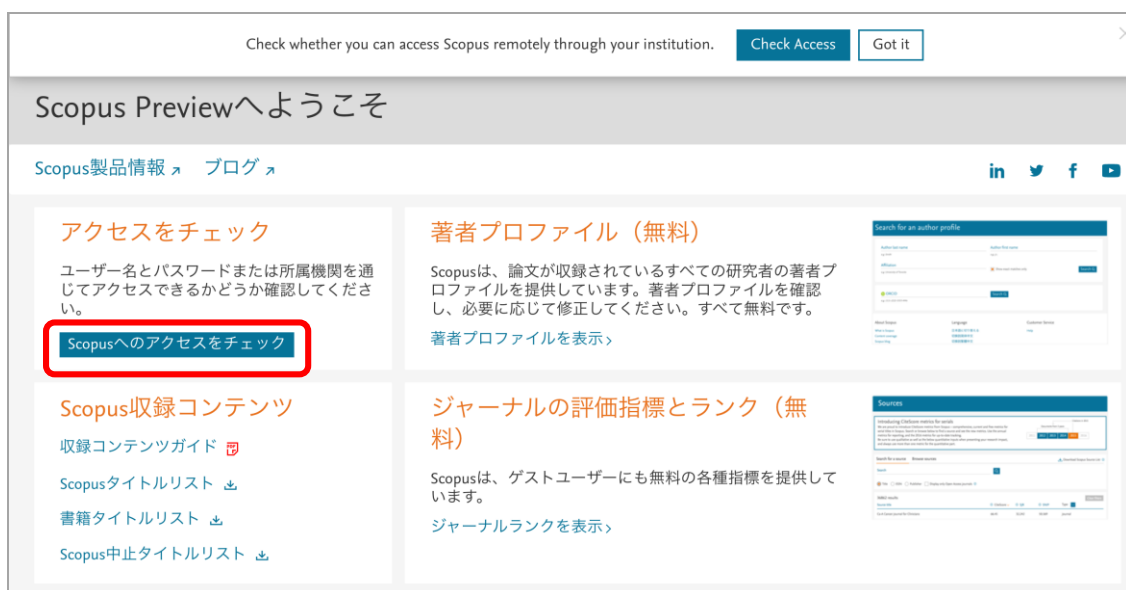 Check whether you can access Scopus remotely through your institution.
Check Access
Got it
Scopus Previewへようこそ
Scopus製品情報
ブログ
アクセスをチェック
ユーザー名とパスワードまたは所属機関を通
じてアクセスできるかどうか確認してくださ
い。
Scopusへのアクセスをチェック
著者プロファイル（無料）
Scopusは、論文が収録されているすべての研究者の著者プ
ロファイルを提供しています。著者プロファイルを確認
し、必要に応じて修正してください。すべて無料です。
著者プロファイルを表示
Search for an author profile
Scopus収録コンテンツ
収録コンテンツガイド
Scopusタイトルリスト
書籍タイトルリスト
Scopus中止タイトルリスト
ジャーナルの評価指標とランク（無
料）
Scopusは、ゲストユーザーにも無料の各種指標を提供して
います。
ジャーナルランクを表示
Sources
Introducing CiteScore metrics for serials